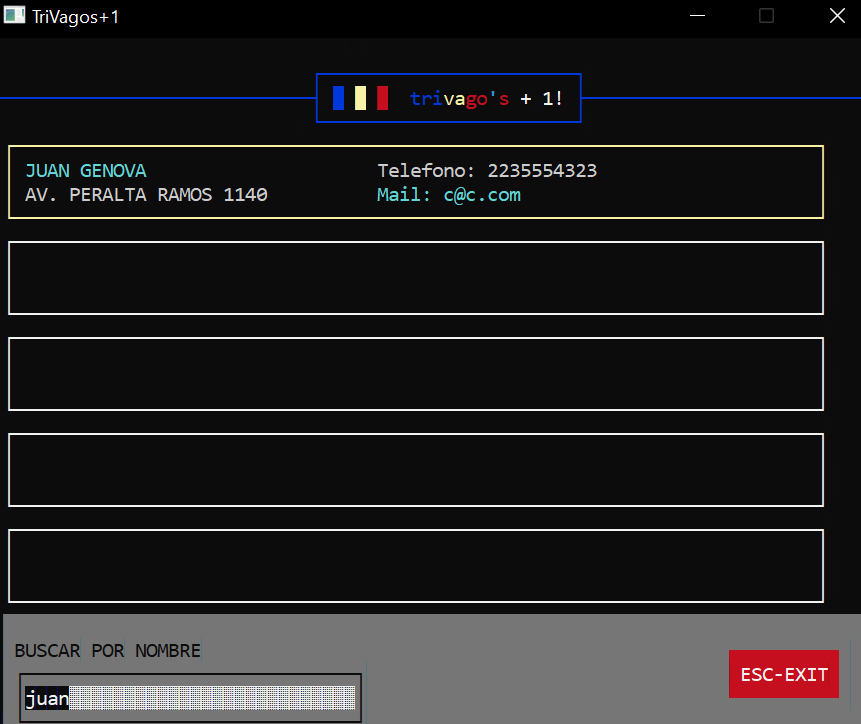 TriVagos+1
trivago's + 1!
JUAN GENOVA
AV. PERALTA RAMOS 1140
Telefono: 2235554323
Mail: c@c.com
BUSCAR POR NOMBRE
juan
ESC-EXIT